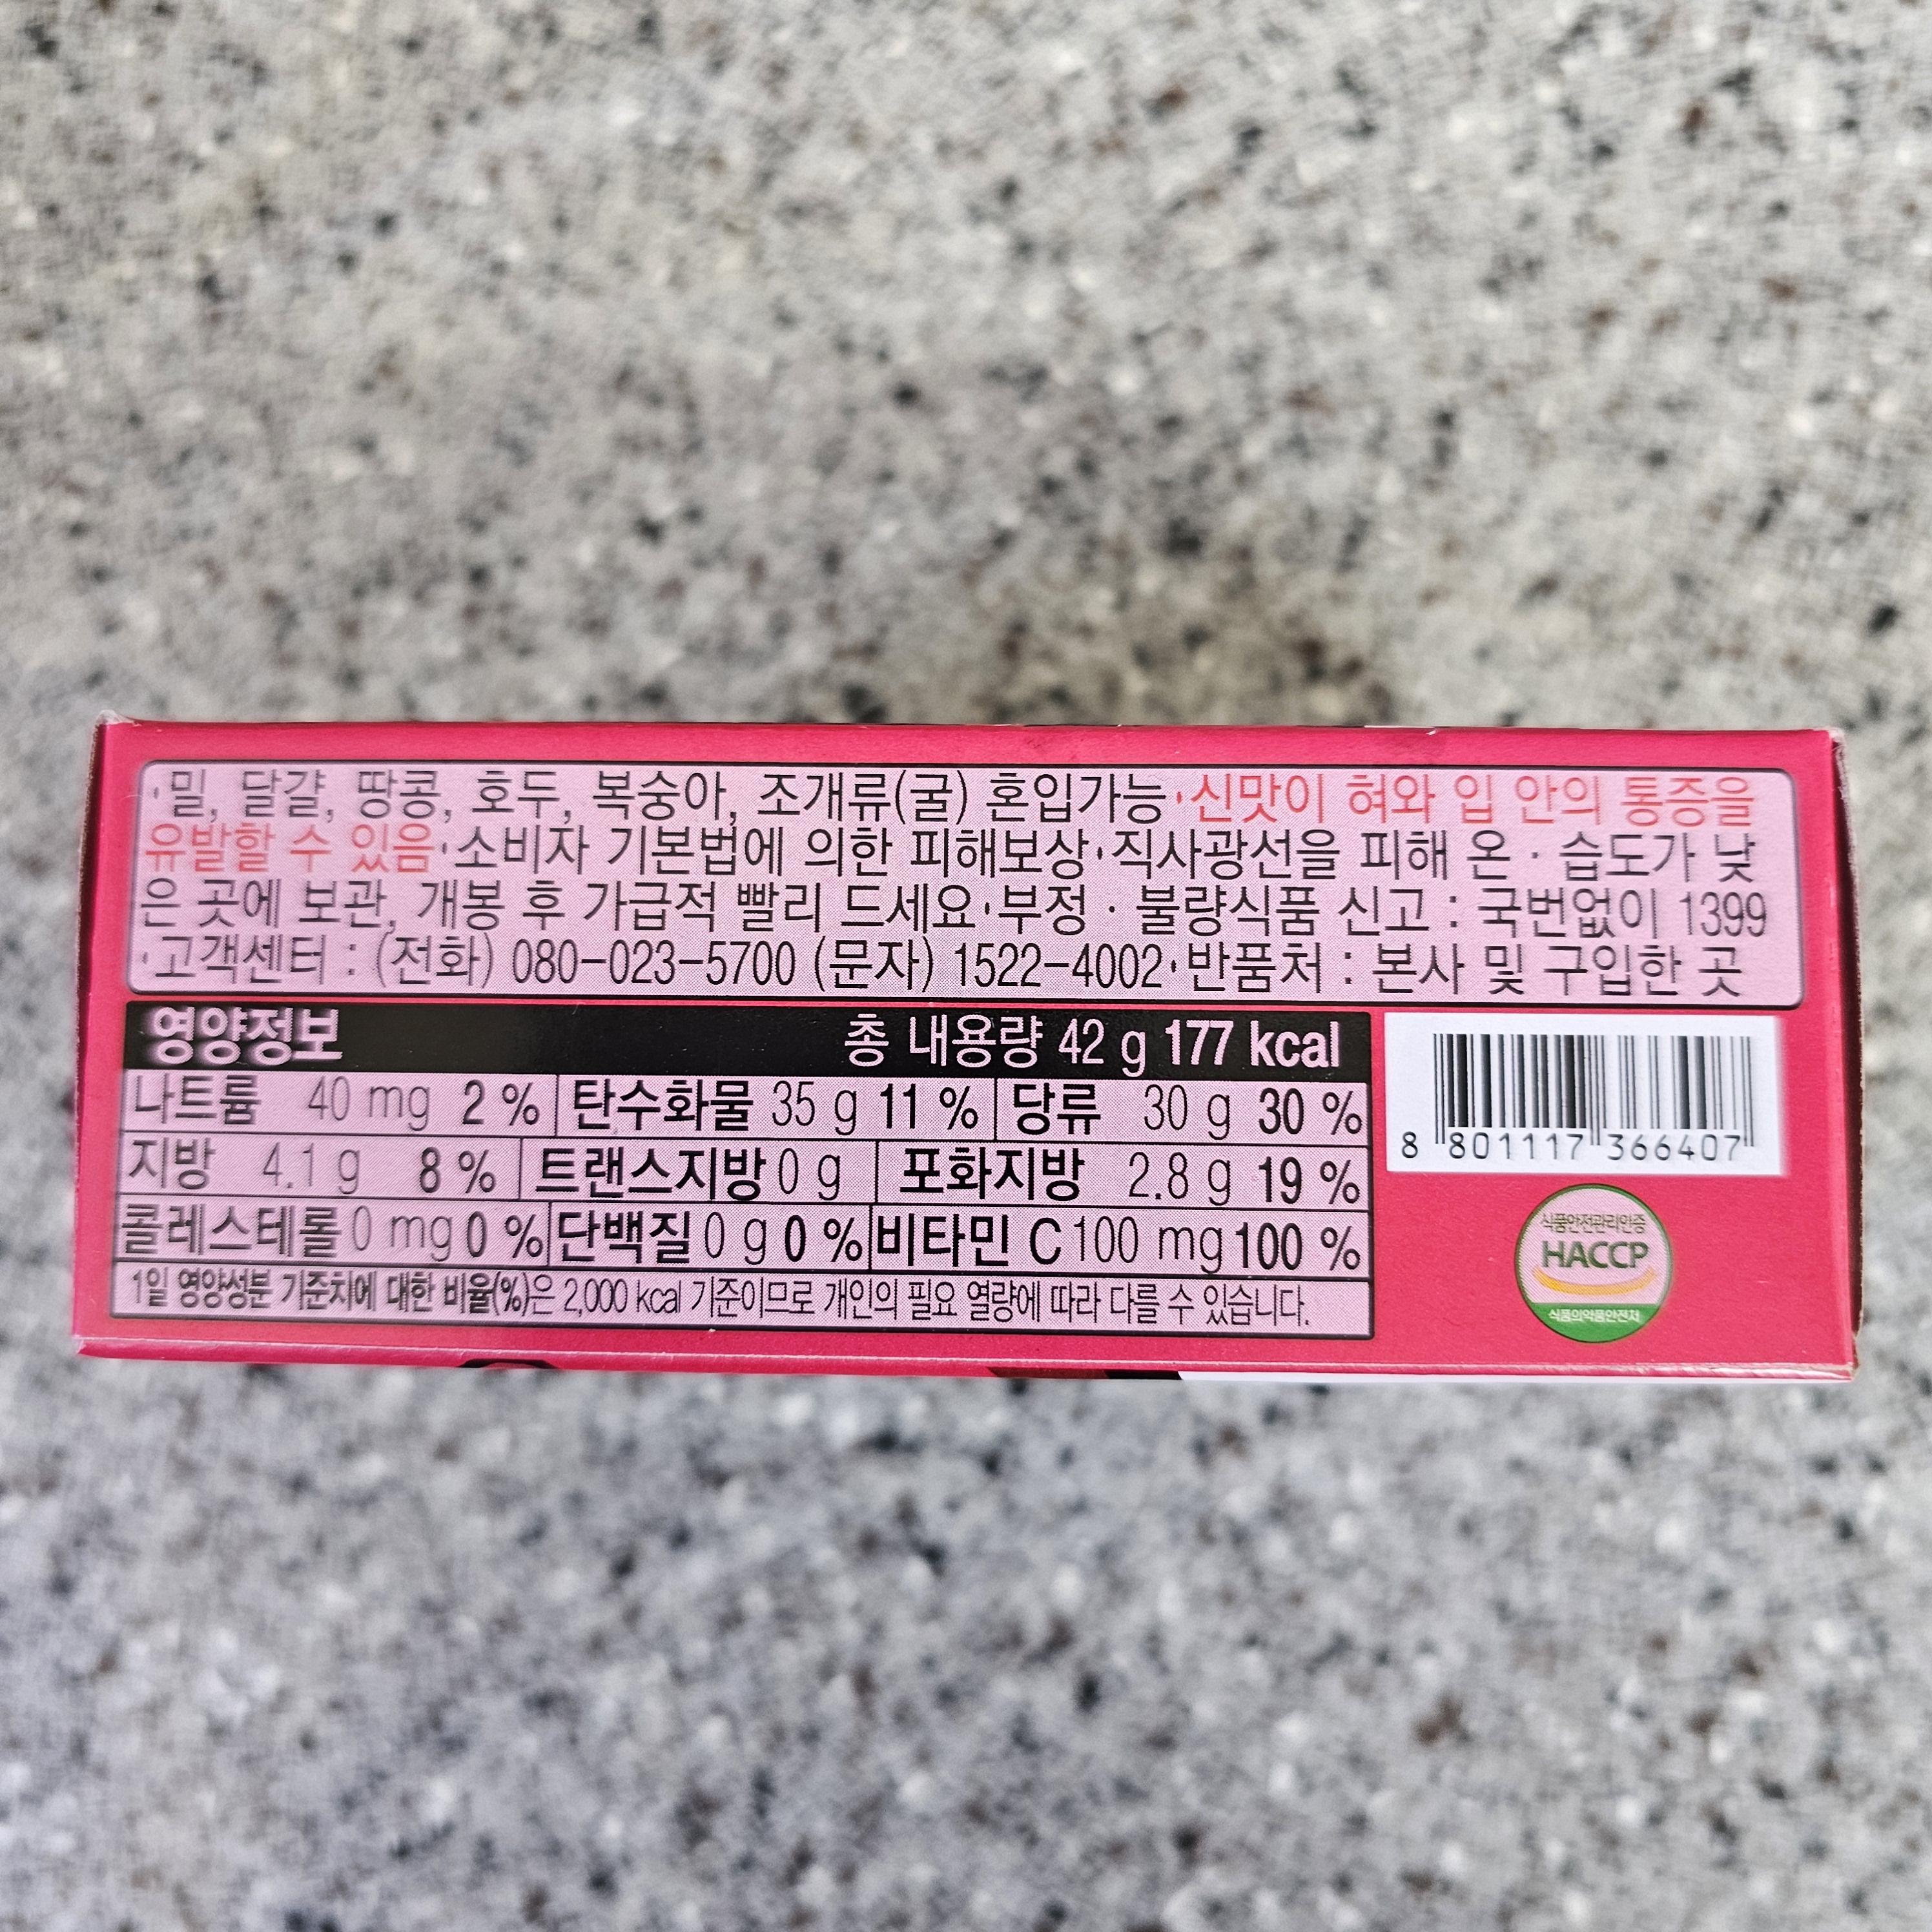 ·밀, 달걀, 땅콩, 호두, 복숭아, 조개류(굴) 혼입가능·신맛이 혀와 입 안의 통증을
유발할 수 있음·소비자 기본법에 의한 피해보상·직사광선을 피해 온·습도가 낮
은 곳에 보관, 개봉 후 가급적 빨리 드세요·부정·불량식품 신고 : 국번없이 1399
·고객센터 : (전화) 080-023-5700 (문자) 1522-4002·반품처 : 본사 및 구입한 곳
영양정보 총 내용량 42 g 177 kcal
나트륨 40 mg 2 % 탄수화물 35 g 11 % 당류 30 g 30 %
지방 4.1 g 8 % 트랜스지방 0 g 포화지방 2.8 g 19 %
콜레스테롤 0 mg 0 % 단백질 0 g 0 % 비타민 C 100 mg 100 %
1일 영양성분 기준치에 대한 비율(%)은 2,000 kcal 기준이므로 개인의 필요 열량에 따라 다를 수 있습니다.
8 801117 366407
식품안전관리인증
HACCP
식품의약품안전처